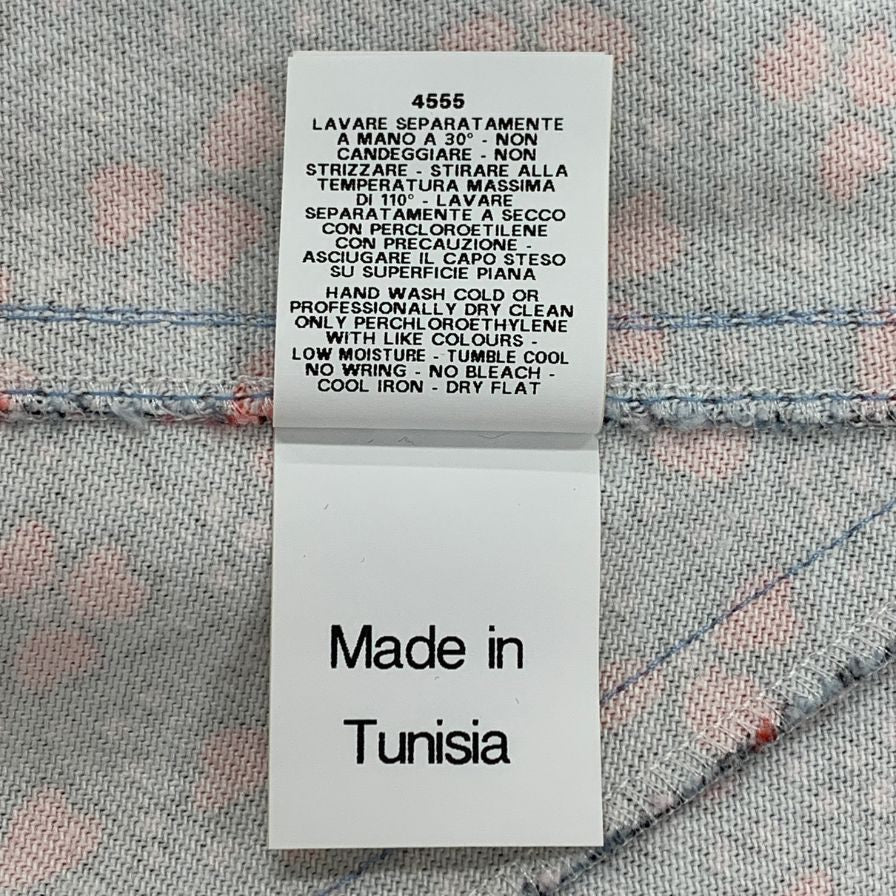 4555
LAVARE SEPARATAMENTE
A MANO A 30° - NON
CANDEGGIARE - NON
STRIZZARE - STIRARE ALLA
TEMPERATURA MASSIMA
DI 110° - LAVARE
SEPARATAMENTE A SECCO
CON PERCLOROETILENE
CON PRECAUZIONE -
ASCIUGARE IL CAPO STESO
SU SUPERFICIE PIANA
HAND WASH COLD OR
PROFESSIONALLY DRY CLEAN
ONLY PERCHLOROETHYLENE
WITH LIKE COLOURS -
LOW MOISTURE - TUMBLE COOL
NO WRING - NO BLEACH -
COOL IRON - DRY FLAT
Made in
Tunisia